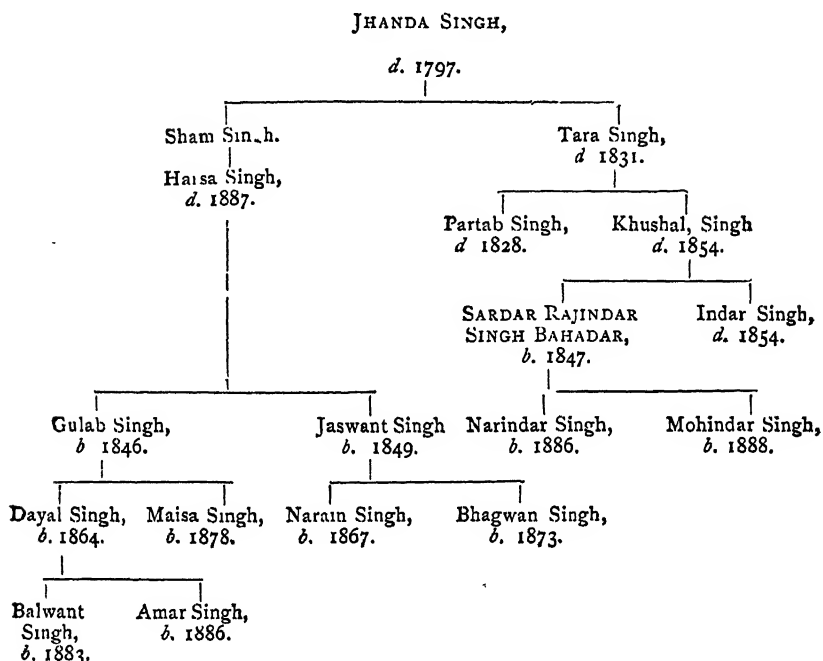 JHANDA SINGH,
d. 1797.
Sham Sin.h.
Tara Singh,
d 1831.
Haisa Singh,
d. 1887.
Partab Singh,
d 1828.
Khushal, Singh
d. 1854.
SARDAR RAJINDAR
SINGH BAHADAR,
b. 1847.
Indar Singh,
d. 1854.
Gulab Singh,
b 1846.
Jaswant Singh
b. 1849.
Narindar Singh,
b. 1886.
Mohindar Singh,
b. 1888.
Dayal Singh,
b. 1864.
Maisa Singh,
b. 1878.
Narain Singh,
b. 1867.
Bhagwan Singh,
b. 1873.
Balwant
Singh,
b. 1883.
Amar Singh,
b. 1886.